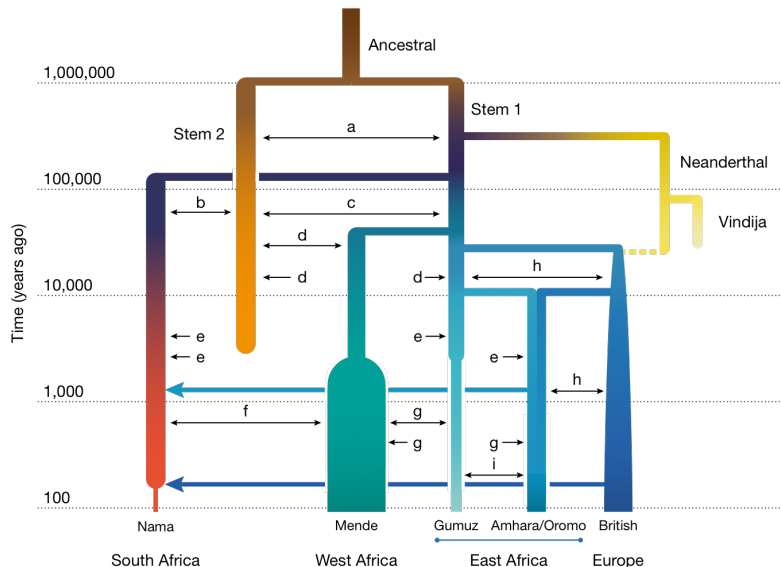 Ancestral
1,000,000
Stem 1
Stem 2
a
Neanderthal
100,000
b
c
Vindija
d
d
d
h
10,000
e
e
e
e
h
1,000
f
g
g
g
i
100
Time (years ago)
Nama
Mende
Gumuz
Amhara/Oromo
British
South Africa
West Africa
East Africa
Europe